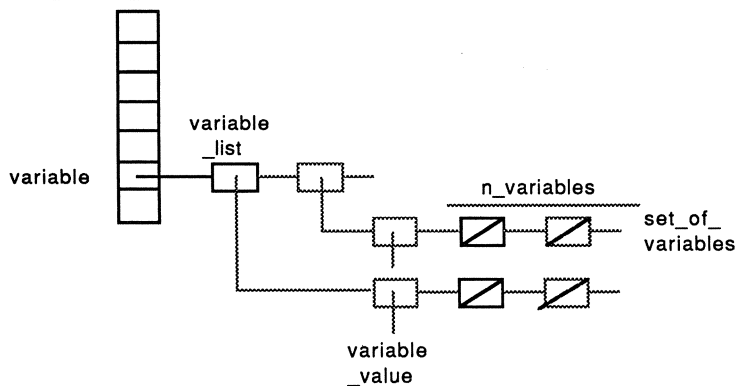 variable
_list
variable
n_variables
set_of_
variables
variable
_value